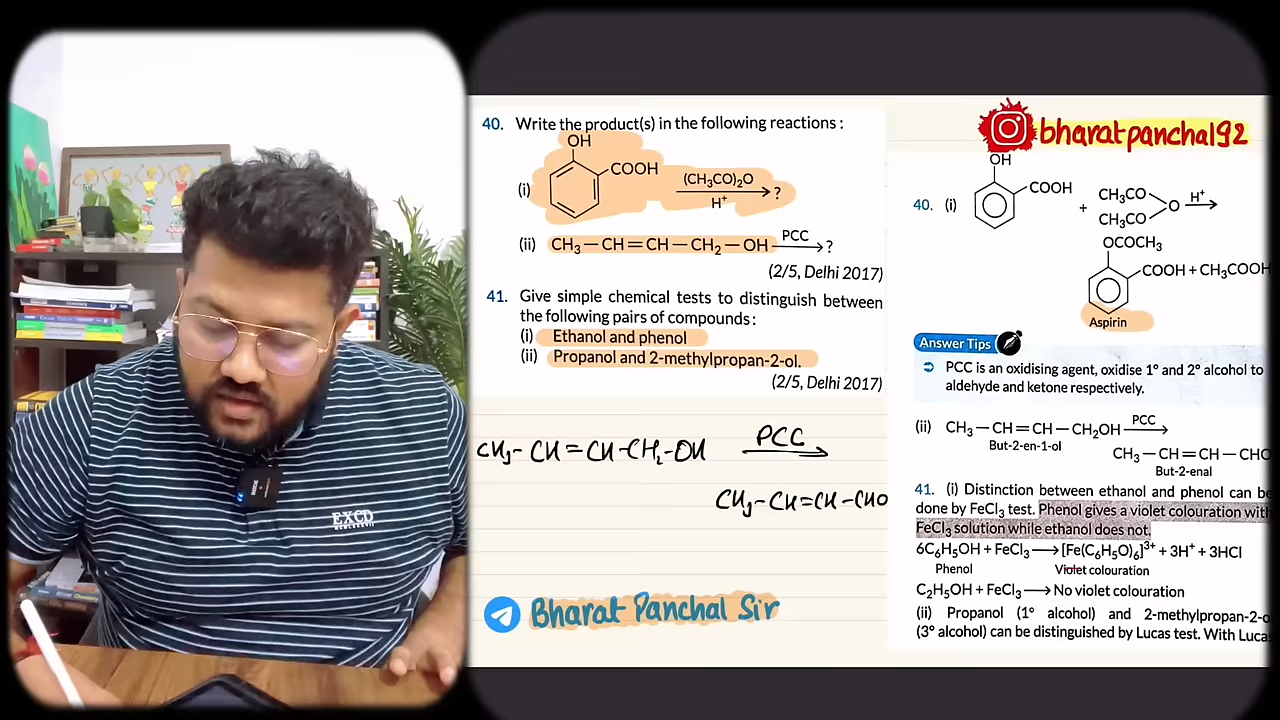 40. Write the product(s) in the following reactions :
OH
COOH
(i)
(CH₃CO)₂O
H⁺
?
(ii) CH₃—CH=CH—CH₂—OH PCC→?
(2/5, Delhi 2017)
41. Give simple chemical tests to distinguish between
the following pairs of compounds :
(i) Ethanol and phenol
(ii) Propanol and 2-methylpropan-2-ol.
(2/5, Delhi 2017)
CH₃-CH=CH-CH₂-OH PCC→
CH₃-CH=CH-CHO
Bharat Panchal Sir
EXCD
bharatpanchal92
OH
COOH
40. (i)
+
CH₃CO
CH₃CO
O
H⁺
OCOCH₃
COOH + CH₃COOH
Aspirin
Answer Tips
PCC is an oxidising agent, oxidise 1° and 2° alcohol to
aldehyde and ketone respectively.
(ii) CH₃—CH=CH—CH₂OH PCC→
But-2-en-1-ol
CH₃—CH=CH—CHO
But-2-enal
41. (i) Distinction between ethanol and phenol can be
done by FeCl₃ test. Phenol gives a violet colouration with
FeCl₃ solution while ethanol does not.
6C₆H₅OH + FeCl₃→[Fe(C₆H₅O)₆]³⁺ + 3H⁺ + 3HCl
Phenol Violet colouration
C₂H₅OH + FeCl₃→No violet colouration
(ii) Propanol (1° alcohol) and 2-methylpropan-2-o
(3° alcohol) can be distinguished by Lucas test. With Lucas